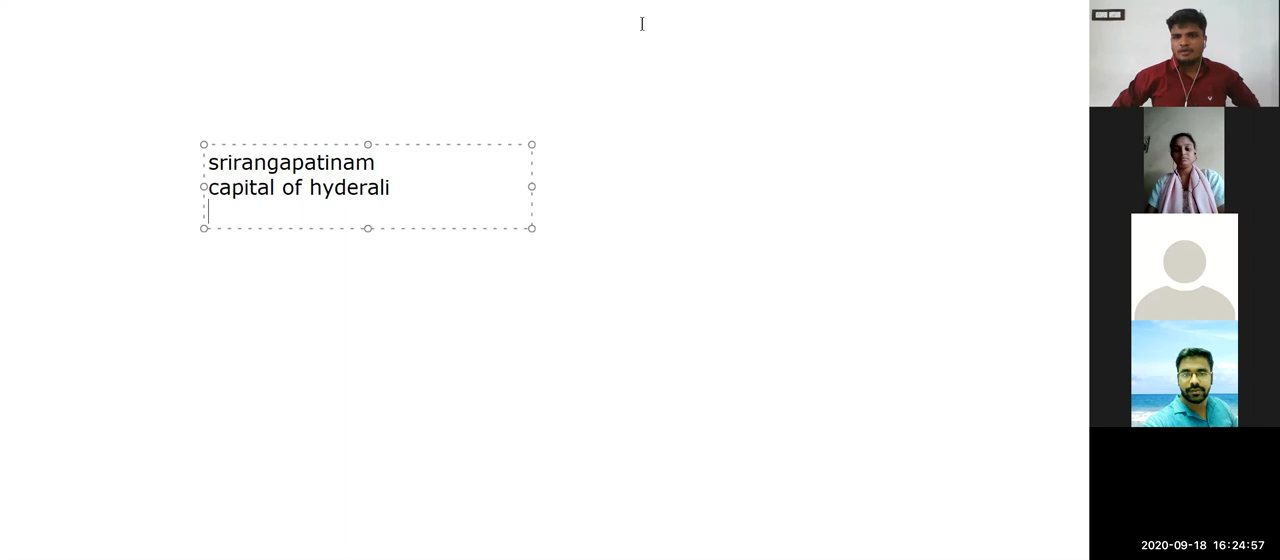 srirangapatinam
capital of hyderali
2020-09-18 16:24:57